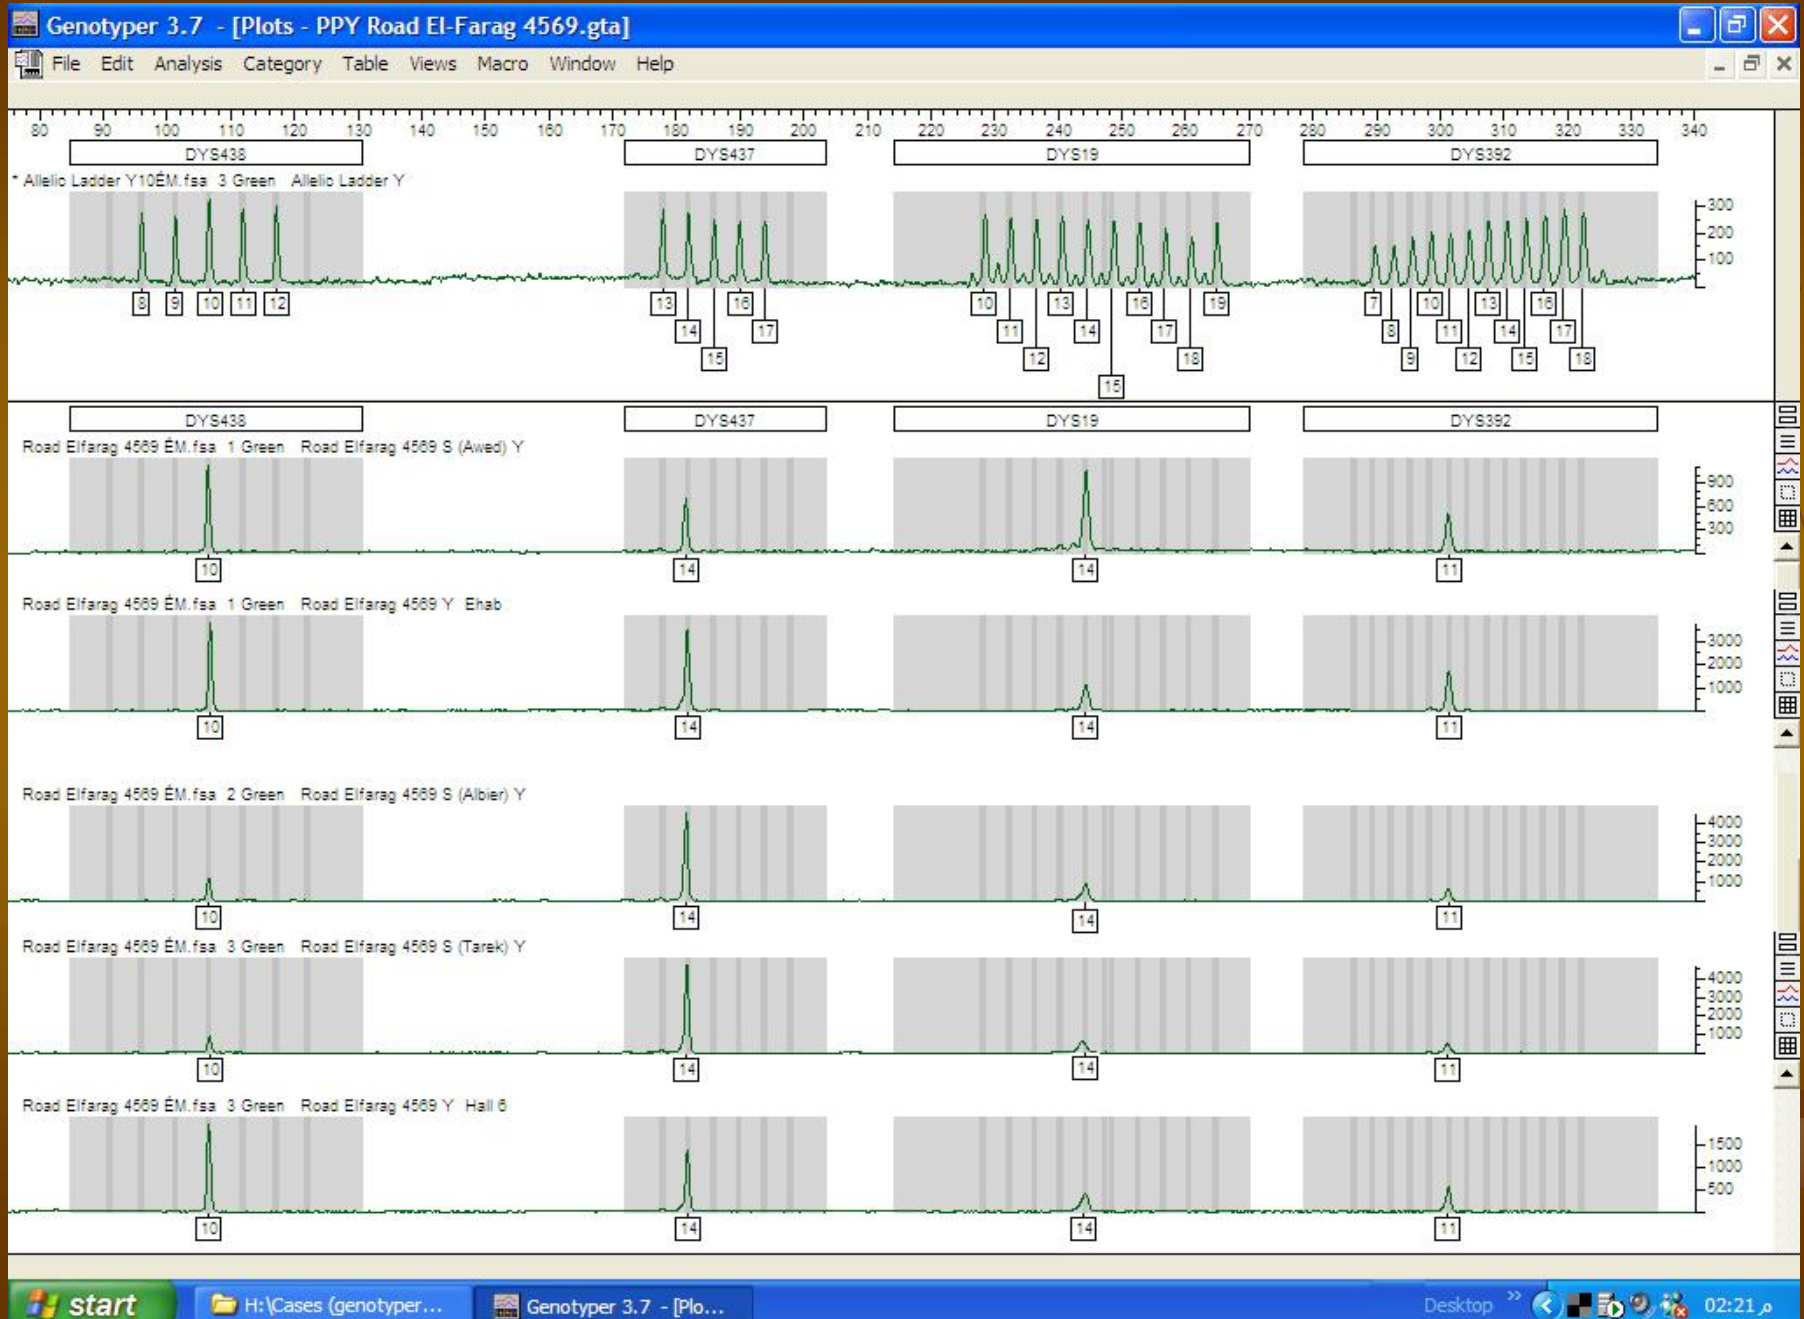 Genotyper 3.7 - [Plots - PPY Road El-Farag 4569.gta]
File Edit Analysis Category Table Views Macro Window Help
80 90 100 110 120 130 140 150 160 170 180 190 200 210 220 230 240 250 260 270 280 290 300 310 320 330 340
DYS438 DYS437 DYS19 DYS392
* Allelic Ladder Y10ÉM.fsa 3 Green Allelic Ladder Y
300
200
100
8 9 10 11 12 13 16 17 10 13 16 19 7 10 13 16
14 17 11 14 17 8 11 14 17
15 12 18 9 12 15 18
15
DYS438 DYS437 DYS19 DYS392
Road Elfarag 4569 ÉM.fsa 1 Green Road Elfarag 4569 S (Awed) Y
900
600
300
10 14 14 11
Road Elfarag 4569 ÉM.fsa 1 Green Road Elfarag 4569 Y Ehab
3000
2000
1000
10 14 14 11
Road Elfarag 4569 ÉM.fsa 2 Green Road Elfarag 4569 S (Albier) Y
4000
3000
2000
1000
10 14 14 11
Road Elfarag 4569 ÉM.fsa 3 Green Road Elfarag 4569 S (Tarek) Y
4000
3000
2000
1000
10 14 14 11
Road Elfarag 4569 ÉM.fsa 3 Green Road Elfarag 4569 Y Hall 6
1500
1000
500
10 14 14 11
start H:\Cases (genotyper... Genotyper 3.7 - [Plo... Desktop » 02:21 م